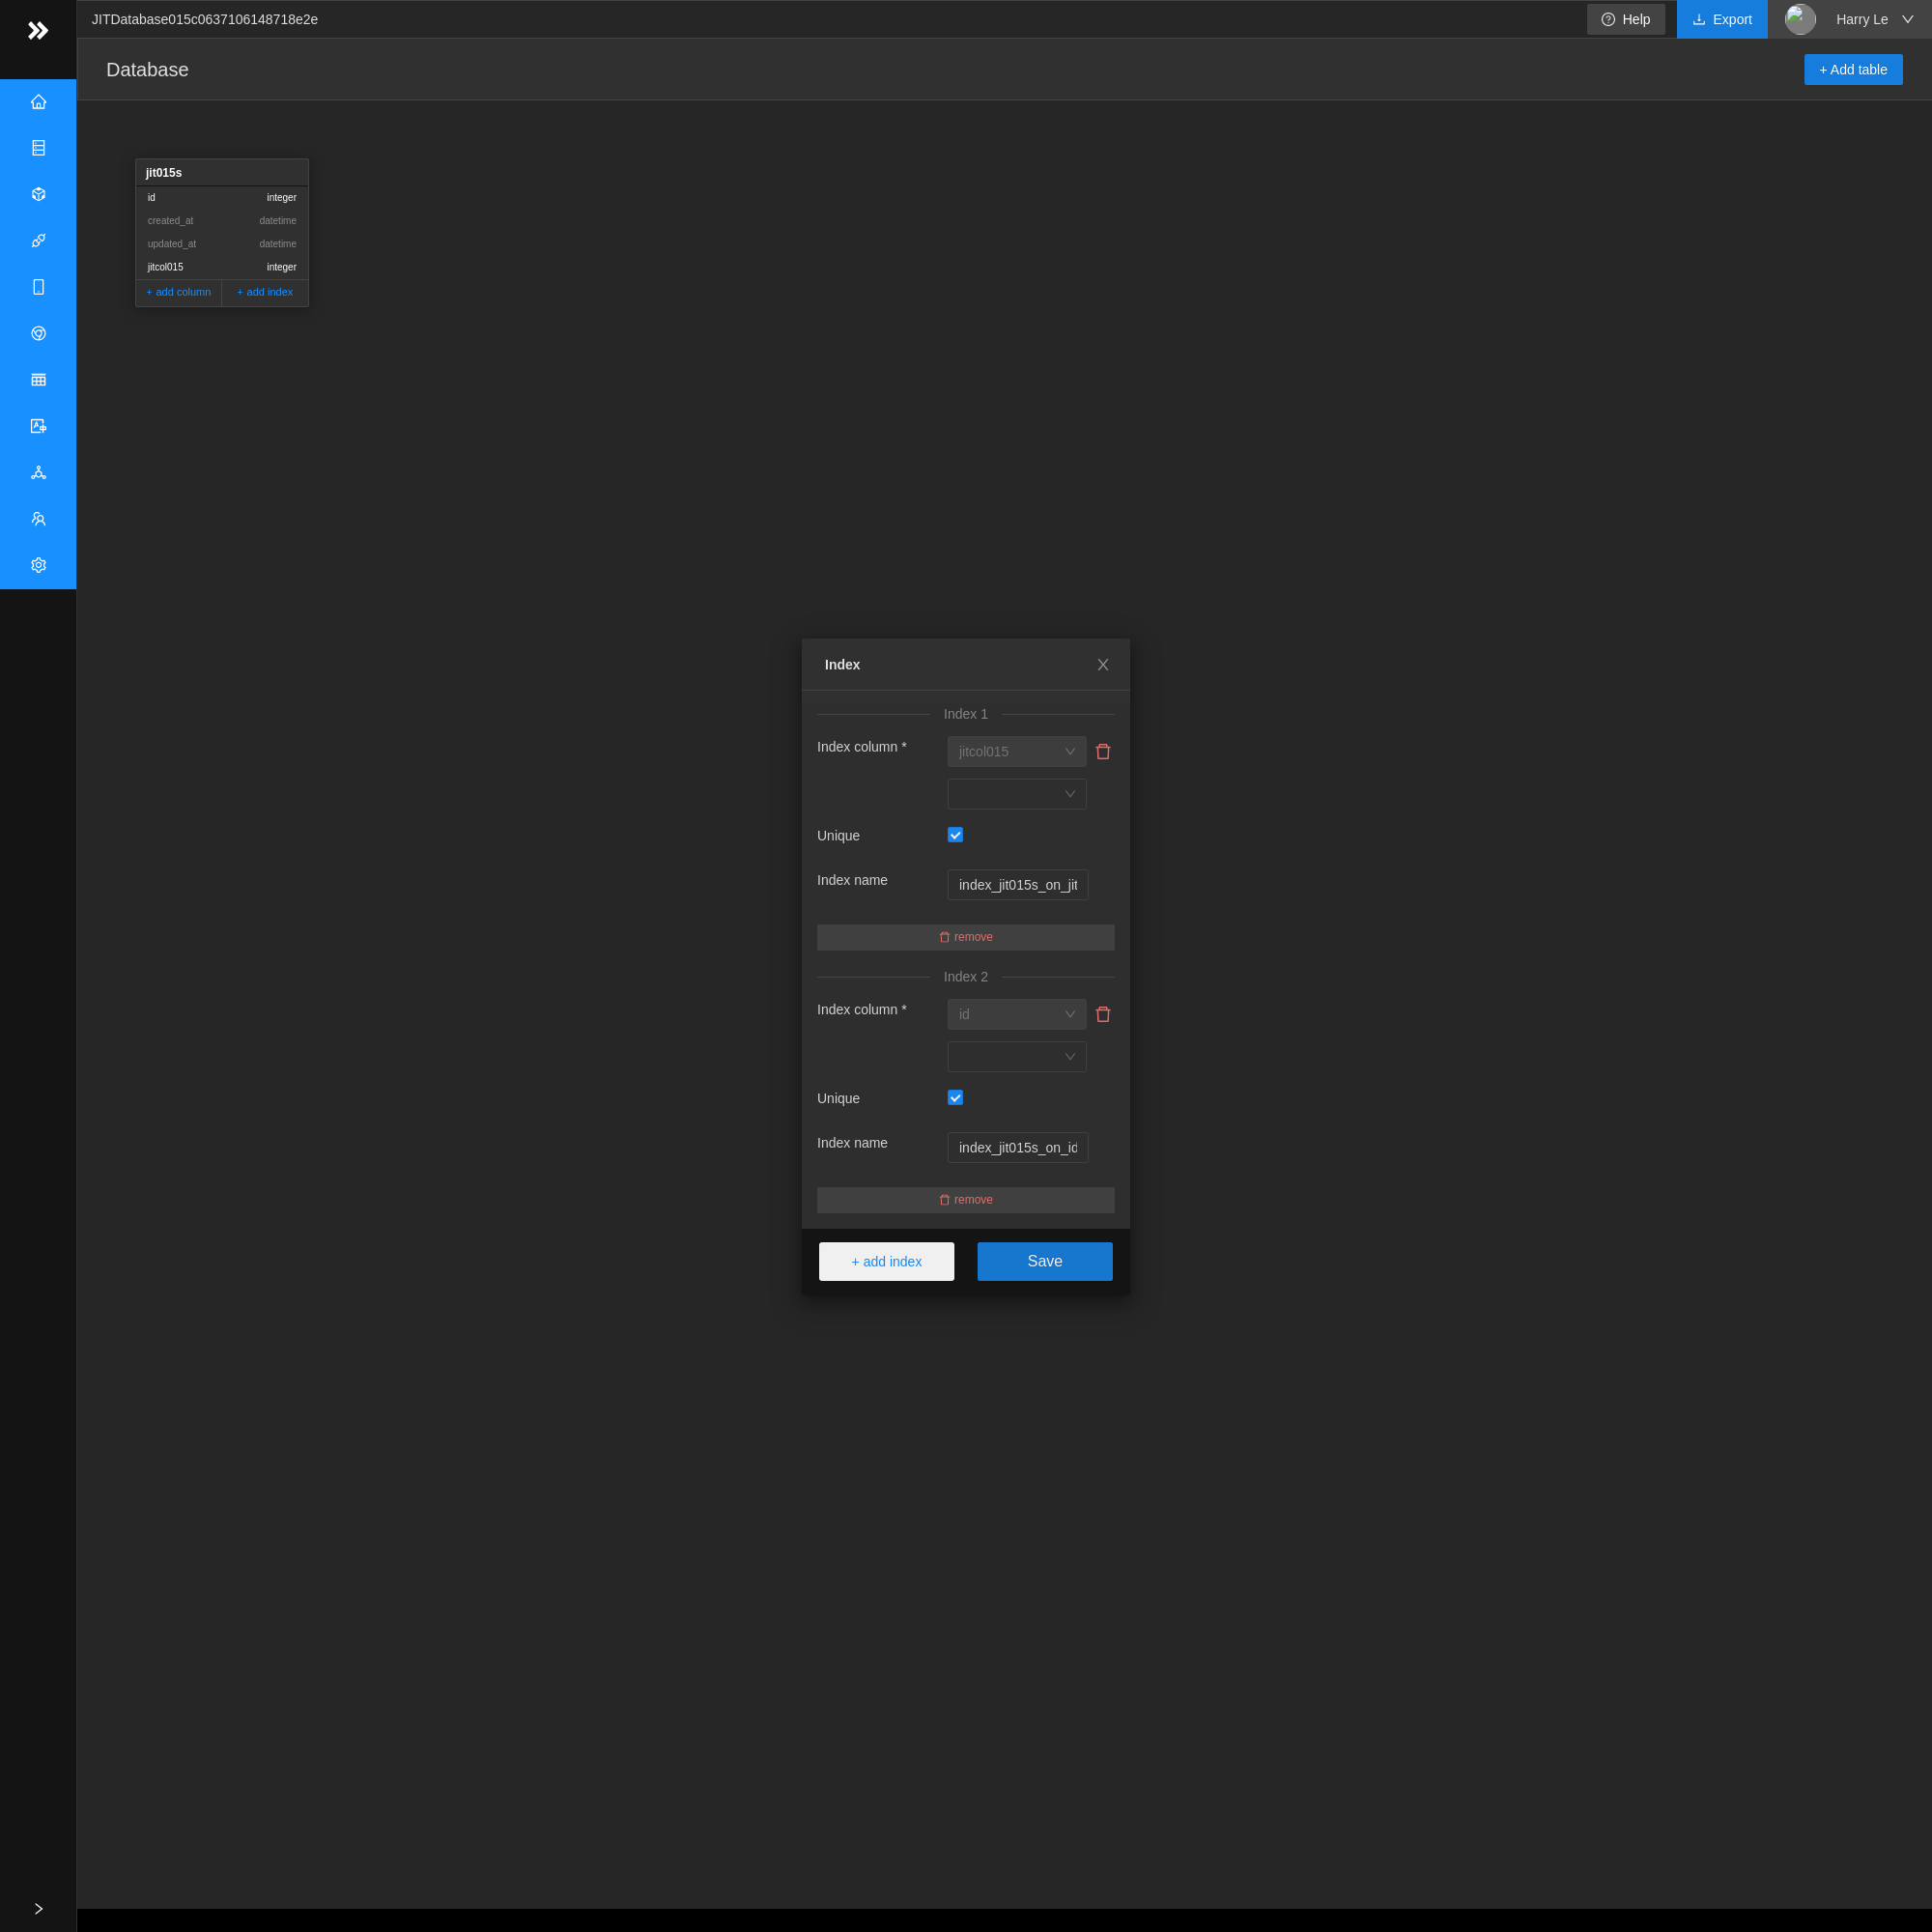 JITDatabase015c0637106148718e2e
Help
Export
Harry Le
Database
+ Add table
jit015s
id integer
created_at datetime
updated_at datetime
jitcol015 integer
+ add column + add index
Index
Index 1
Index column * jitcol015
Unique
Index name index_jit015s_on_jit
remove
Index 2
Index column * id
Unique
Index name index_jit015s_on_id
remove
+ add index Save